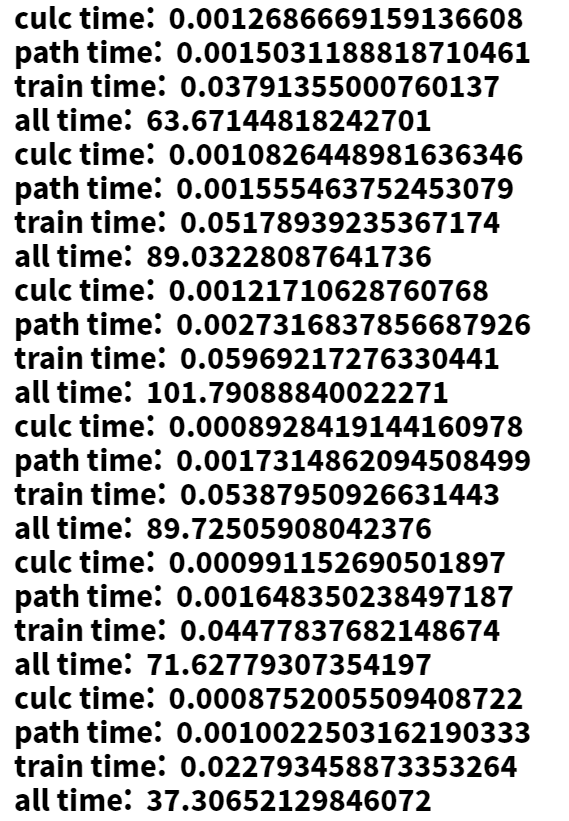 culc time: 0.0012686669159136608
path time: 0.0015031188818710461
train time: 0.03791355000760137
all time: 63.67144818242701
culc time: 0.0010826448981636346
path time: 0.001555463752453079
train time: 0.05178939235367174
all time: 89.03228087641736
culc time: 0.00121710628760768
path time: 0.0027316837856687926
train time: 0.05969217276330441
all time: 101.79088840022271
culc time: 0.0008928419144160978
path time: 0.0017314862094508499
train time: 0.05387950926631443
all time: 89.72505908042376
culc time: 0.000991152690501897
path time: 0.0016483502384971​87
train time: 0.04477837682148674
all time: 71.62779307354197
culc time: 0.0008752005509408722
path time: 0.0010022503162190333
train time: 0.022793458873353264
all time: 37.30652129846072